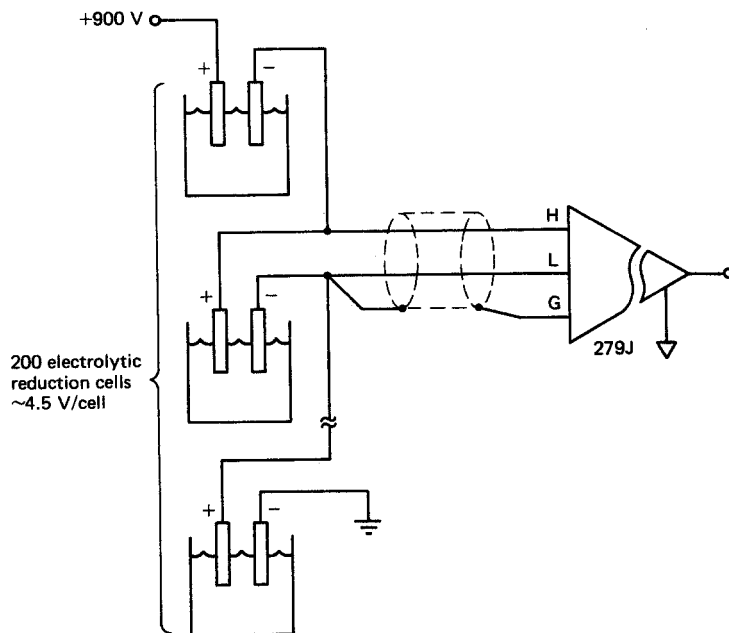 +900 V
+ −
H
+ −
L
G
279J
200 electrolytic
reduction cells
~4.5 V/cell
+ −